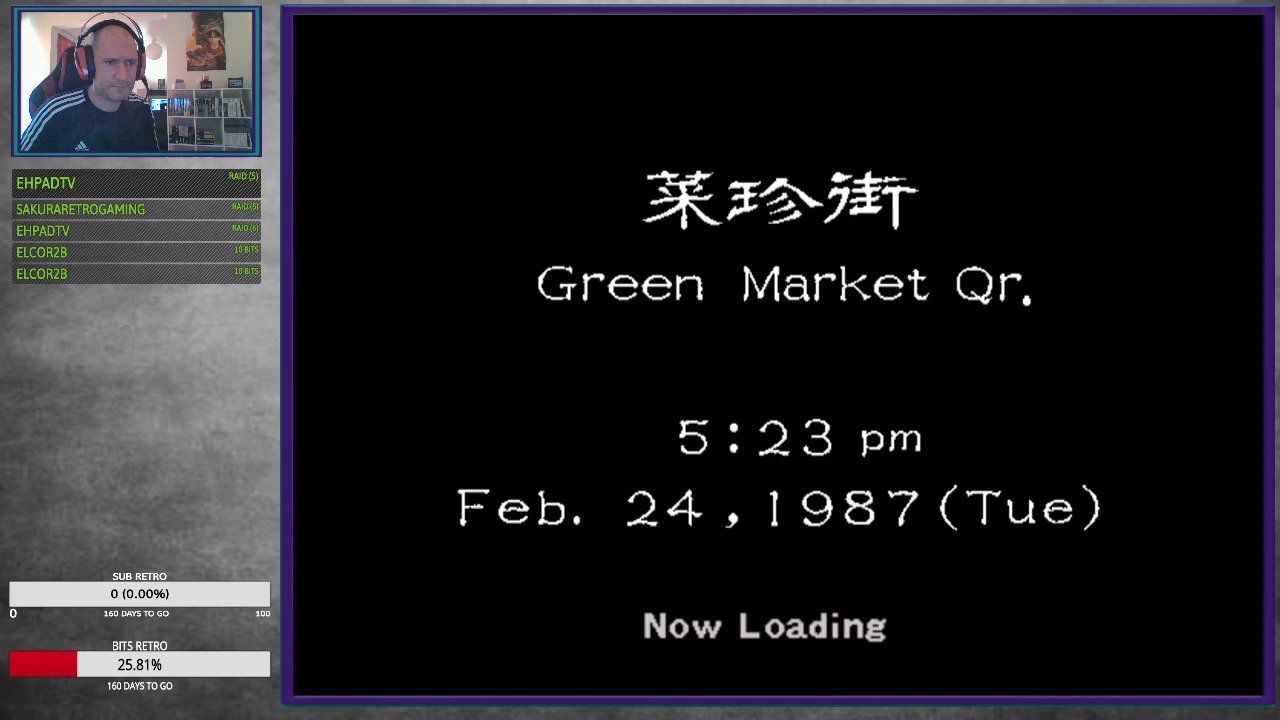 EHPADTV RAID (5)
SAKURARETROGAMING RAID (5)
EHPADTV RAID (6)
ELCOR2B 10 BITS
ELCOR2B 10 BITS
SUB RETRO
0 (0.00%)
0 160 DAYS TO GO 100
BITS RETRO
25.81%
160 DAYS TO GO
菜珍街
Green Market Qr.
5:23 pm
Feb. 24,1987(Tue)
Now Loading